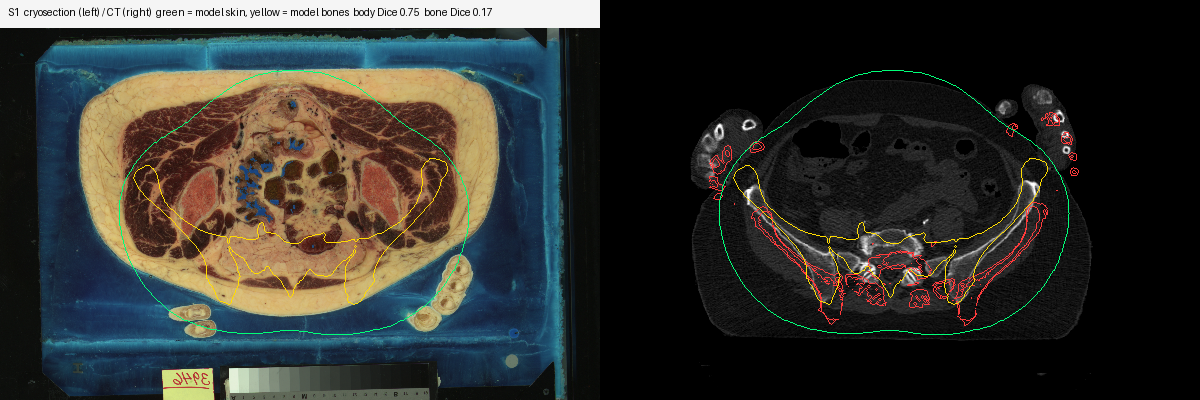 S1 cryosection (left) / CT (right) green = model skin, yellow = model bones body Dice 0.75 bone Dice 0.17
3946